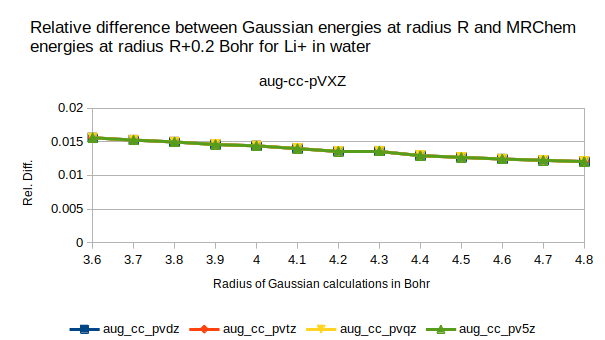 Relative difference between Gaussian energies at radius R and MRChem
energies at radius R+0.2 Bohr for Li+ in water
aug-cc-pVXZ
0.02
0.015
0.01
0.005
0
Rel. Diff.
3.6 3.7 3.8 3.9 4 4.1 4.2 4.3 4.4 4.5 4.6 4.7 4.8
Radius of Gaussian calculations in Bohr
aug_cc_pvdz aug_cc_pvtz aug_cc_pvqz aug_cc_pv5z